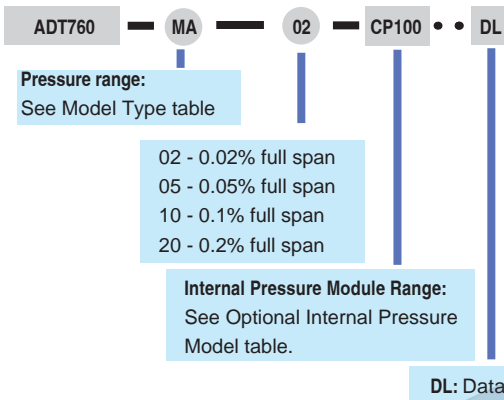 ADT760 — MA — 02 — CP100 • • DL
Pressure range:
See Model Type table
02 - 0.02% full span
05 - 0.05% full span
10 - 0.1% full span
20 - 0.2% full span
Internal Pressure Module Range:
See Optional Internal Pressure
Model table.
DL: Data